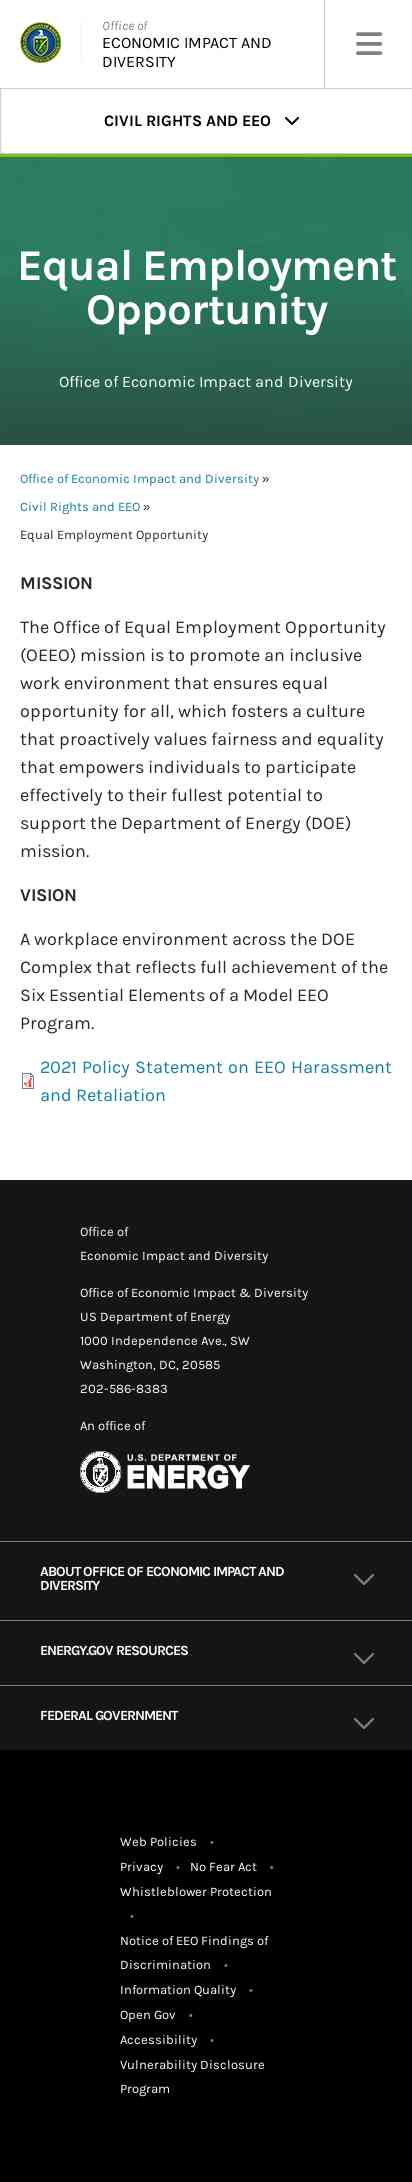 Office of
ECONOMIC IMPACT AND
DIVERSITY
CIVIL RIGHTS AND EEO
Equal Employment
Opportunity
Office of Economic Impact and Diversity
Office of Economic Impact and Diversity »
Civil Rights and EEO »
Equal Employment Opportunity
MISSION
The Office of Equal Employment Opportunity
(OEEO) mission is to promote an inclusive
work environment that ensures equal
opportunity for all, which fosters a culture
that proactively values fairness and equality
that empowers individuals to participate
effectively to their fullest potential to
support the Department of Energy (DOE)
mission.
VISION
A workplace environment across the DOE
Complex that reflects full achievement of the
Six Essential Elements of a Model EEO
Program.
2021 Policy Statement on EEO Harassment
and Retaliation
Office of
Economic Impact and Diversity
Office of Economic Impact & Diversity
US Department of Energy
1000 Independence Ave., SW
Washington, DC, 20585
202-586-8383
An office of
U.S. DEPARTMENT OF
ENERGY
ABOUT OFFICE OF ECONOMIC IMPACT AND
DIVERSITY
ENERGY.GOV RESOURCES
FEDERAL GOVERNMENT
Web Policies •
Privacy • No Fear Act •
Whistleblower Protection
•
Notice of EEO Findings of
Discrimination •
Information Quality •
Open Gov •
Accessibility •
Vulnerability Disclosure
Program